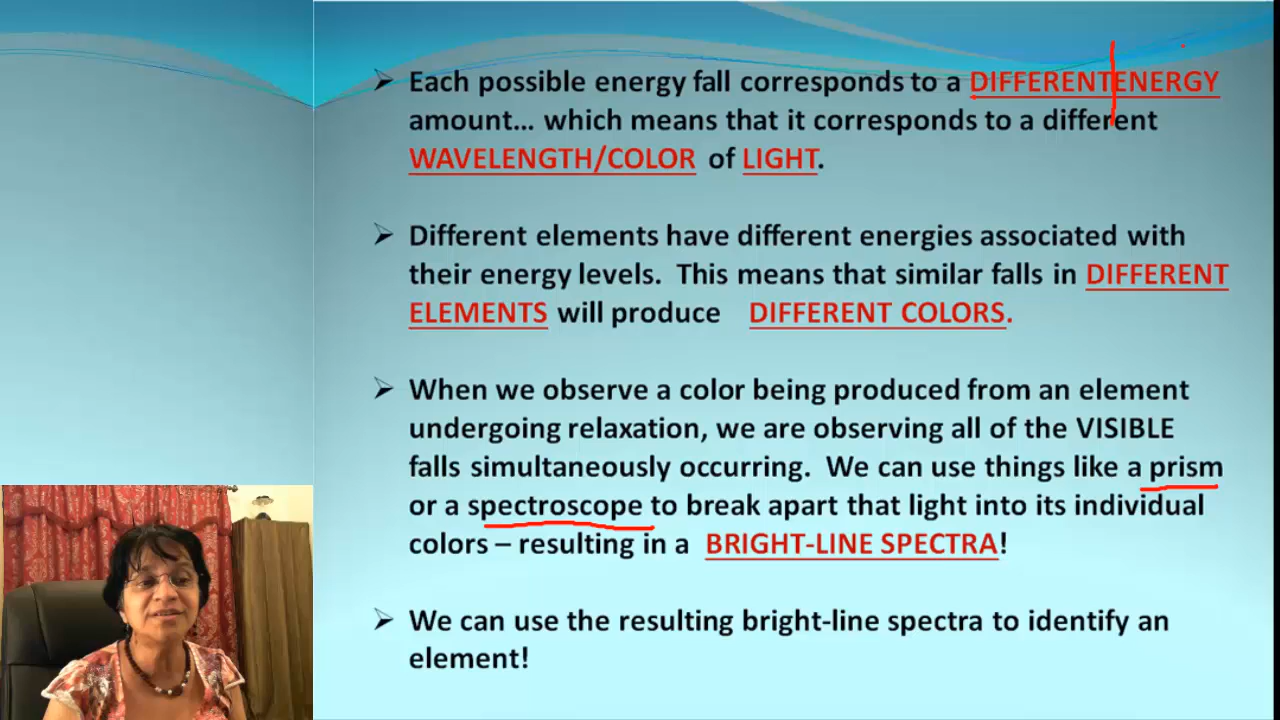 Each possible energy fall corresponds to a DIFFERENT ENERGY
amount... which means that it corresponds to a different
WAVELENGTH/COLOR of LIGHT.
Different elements have different energies associated with
their energy levels. This means that similar falls in DIFFERENT
ELEMENTS will produce DIFFERENT COLORS.
When we observe a color being produced from an element
undergoing relaxation, we are observing all of the VISIBLE
falls simultaneously occurring. We can use things like a prism
or a spectroscope to break apart that light into its individual
colors – resulting in a BRIGHT-LINE SPECTRA!
We can use the resulting bright-line spectra to identify an
element!